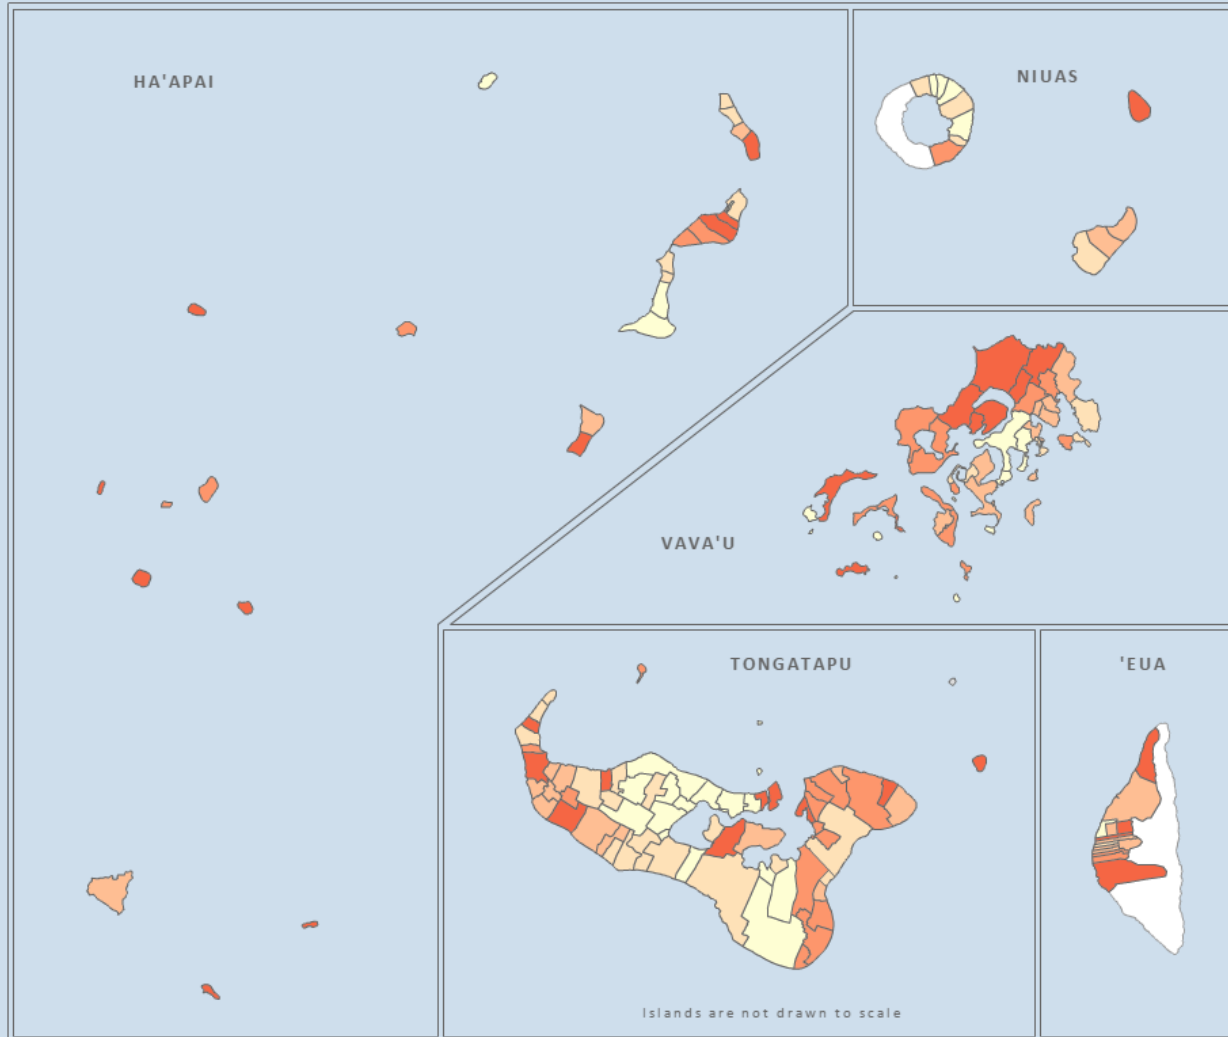 HA'APAI
NIUAS
VAVA'U
TONGATAPU
'EUA
Islands are not drawn to scale